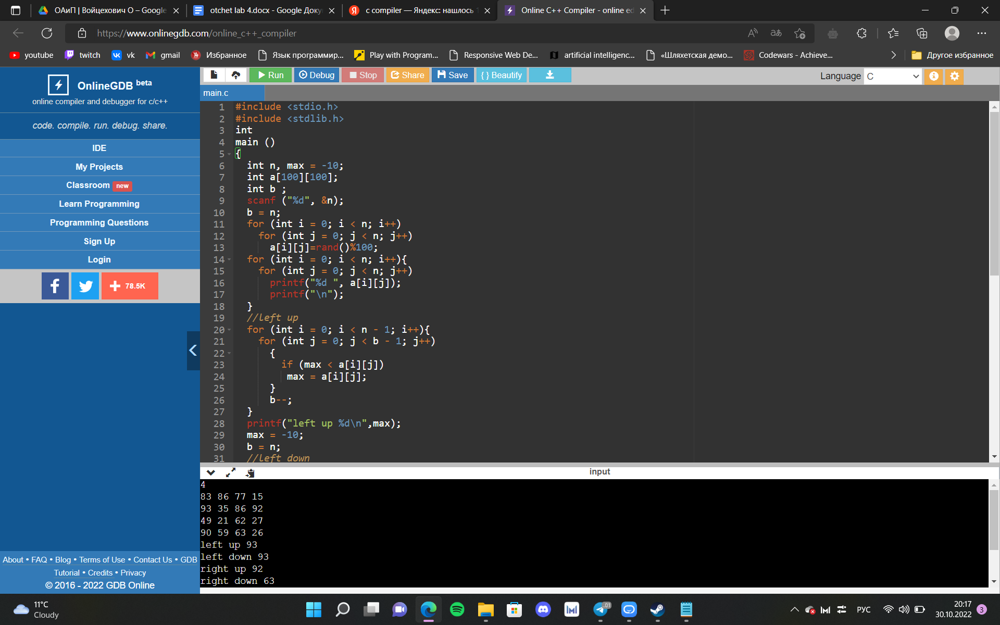 ОАиП | Войцехович О – Google
otchet lab 4.docx - Google Доку
с compiler — Яндекс: нашлось 1
Online C++ Compiler - online ed
https://www.onlinegdb.com/online_c++_compiler
youtube twitch vk gmail Избранное Язык программир... Play with Program... Responsive Web De... artificial intelligenc... «Шляхетская демо... Codewars - Achieve... Другое избранное
OnlineGDB beta
online compiler and debugger for c/c++
code. compile. run. debug. share.
IDE
My Projects
Classroom new
Learn Programming
Programming Questions
Sign Up
Login
78.5K
About • FAQ • Blog • Terms of Use • Contact Us • GDB
Tutorial • Credits • Privacy
© 2016 - 2022 GDB Online
Run Debug Stop Share Save { } Beautify
Language C
main.c
1 #include <stdio.h>
2 #include <stdlib.h>
3 int
4 main ()
5 {
6 int n, max = -10;
7 int a[100][100];
8 int b ;
9 scanf ("%d", &n);
10 b = n;
11 for (int i = 0; i < n; i++)
12 for (int j = 0; j < n; j++)
13 a[i][j]=rand()%100;
14 for (int i = 0; i < n; i++){
15 for (int j = 0; j < n; j++)
16 printf("%d ", a[i][j]);
17 printf("\n");
18 }
19 //left up
20 for (int i = 0; i < n - 1; i++){
21 for (int j = 0; j < b - 1; j++)
22 {
23 if (max < a[i][j])
24 max = a[i][j];
25 }
26 b--;
27 }
28 printf("left up %d\n",max);
29 max = -10;
30 b = n;
31 //left down
input
4
83 86 77 15
93 35 86 92
49 21 62 27
90 59 63 26
left up 93
left down 93
right up 92
right down 63
11°C
Cloudy
РУС
20:17
30.10.2022
3